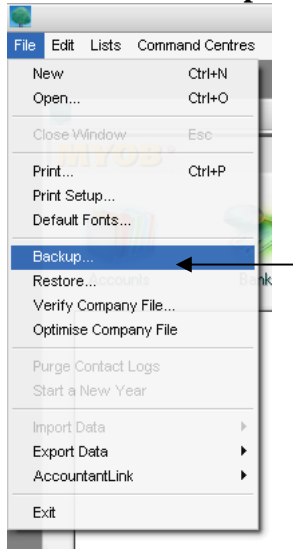 File Edit Lists Command Centres
New Ctrl+N
Open... Ctrl+O
Close Window Esc
MYOB
Print... Ctrl+P
Print Setup...
Default Fonts...
Backup...
Restore...
Accounts
Verify Company File...
Optimise Company File
Purge Contact Logs
Start a New Year
Import Data
Export Data
AccountantLink
Exit